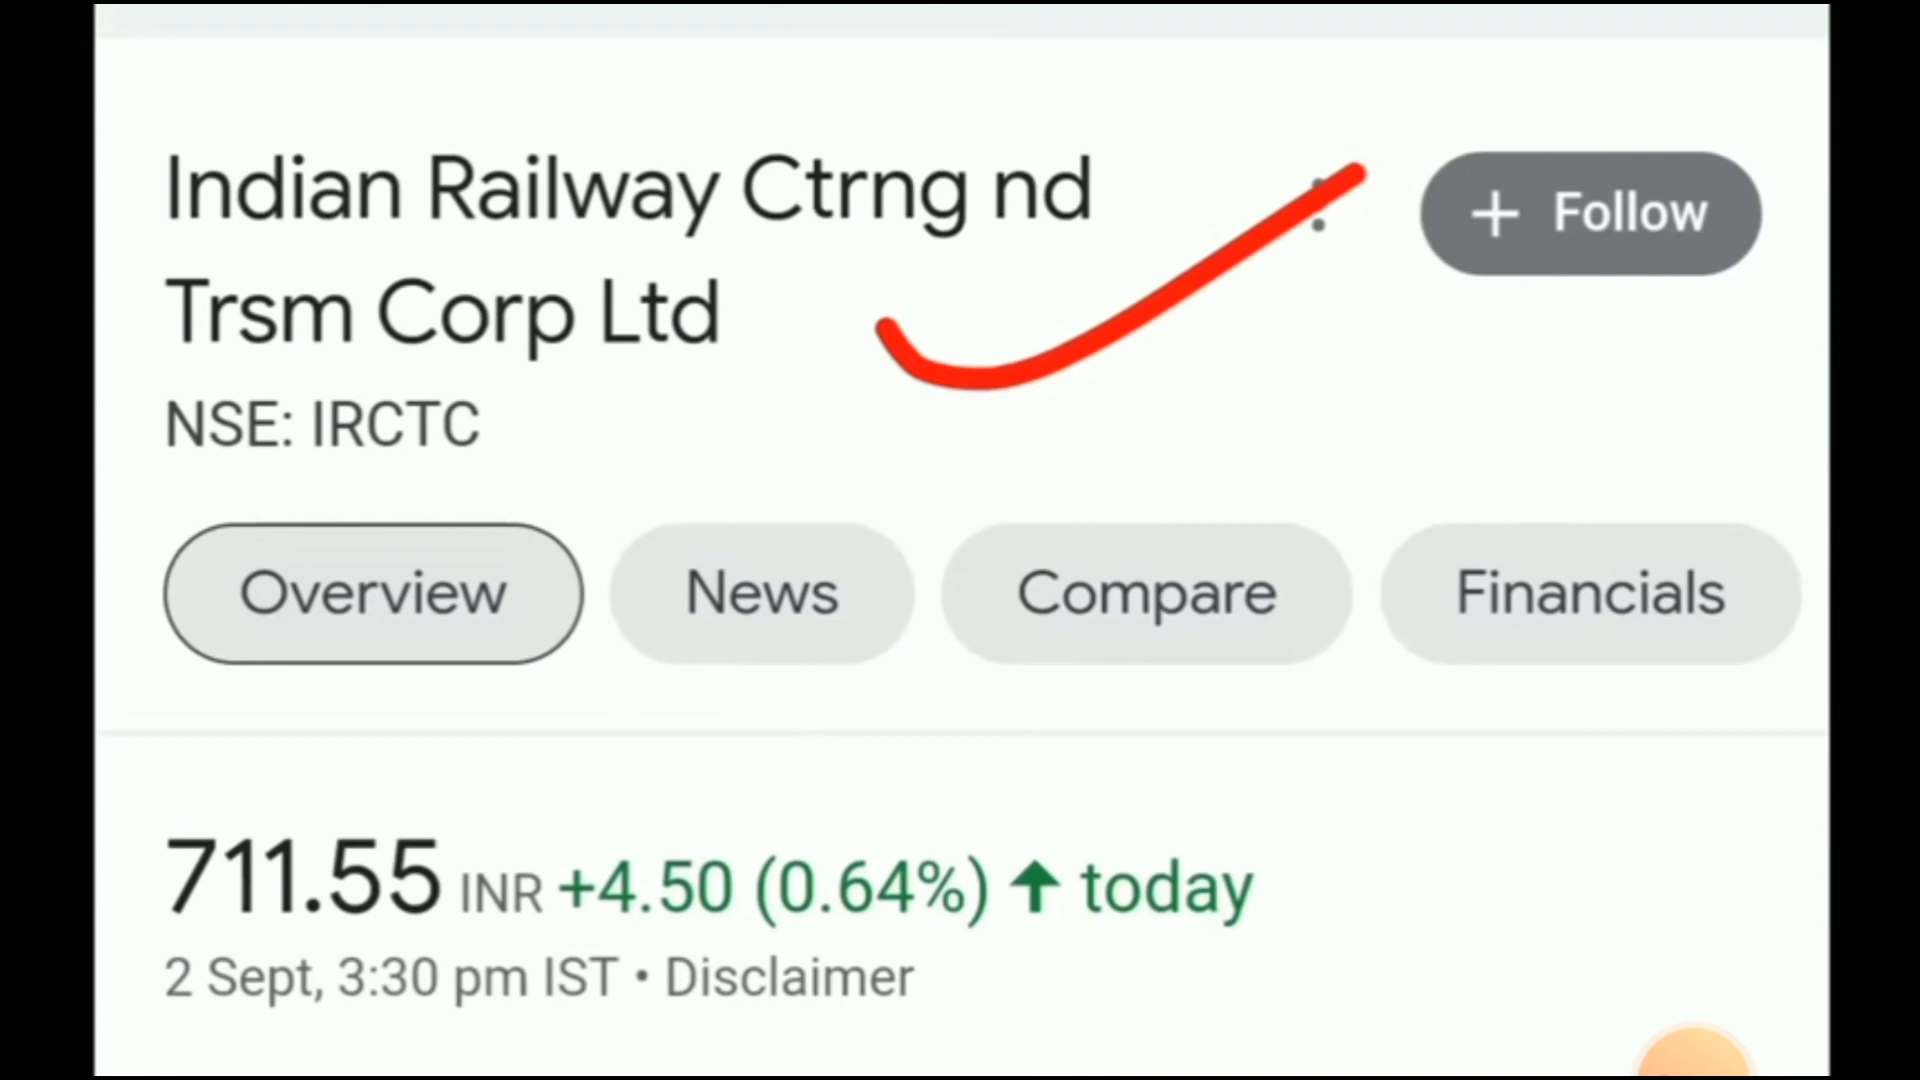 Indian Railway Ctrng nd
Trsm Corp Ltd
+ Follow
NSE: IRCTC
Overview News Compare Financials
711.55 INR +4.50 (0.64%) ↑ today
2 Sept, 3:30 pm IST • Disclaimer